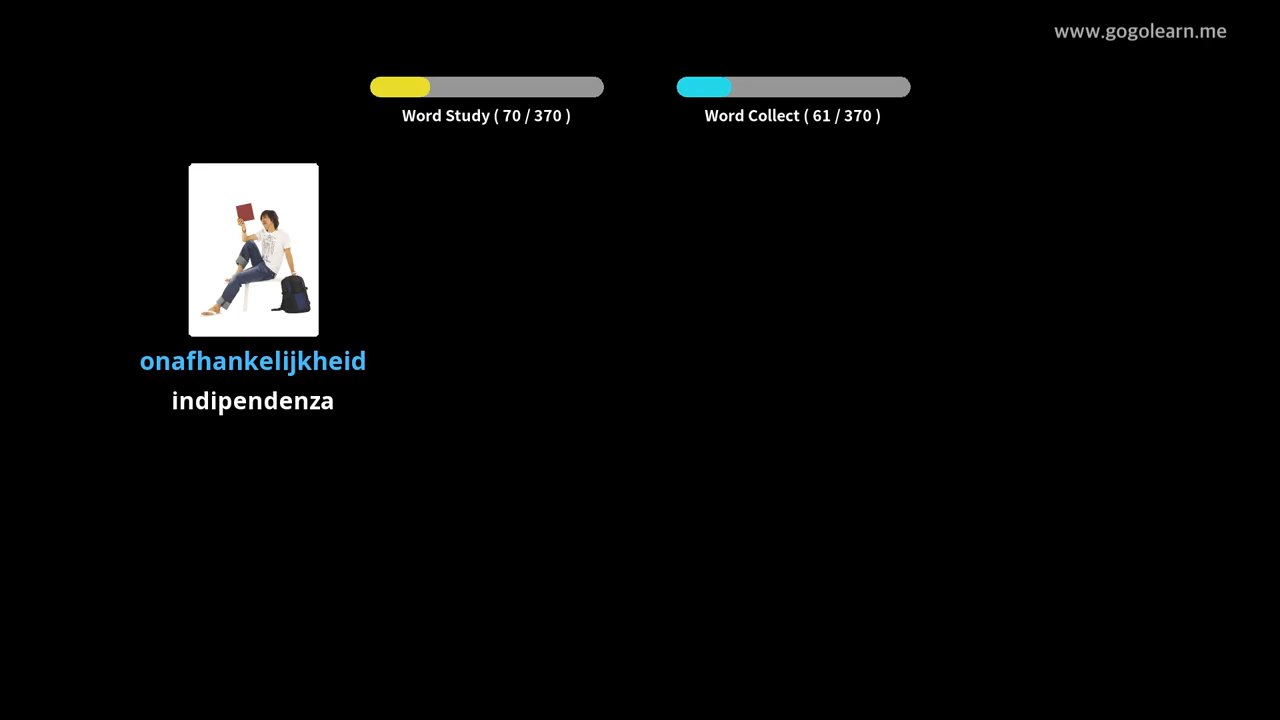 www.gogolearn.me
Word Study ( 70 / 370 )
Word Collect ( 61 / 370 )
onafhankelijkheid
indipendenza